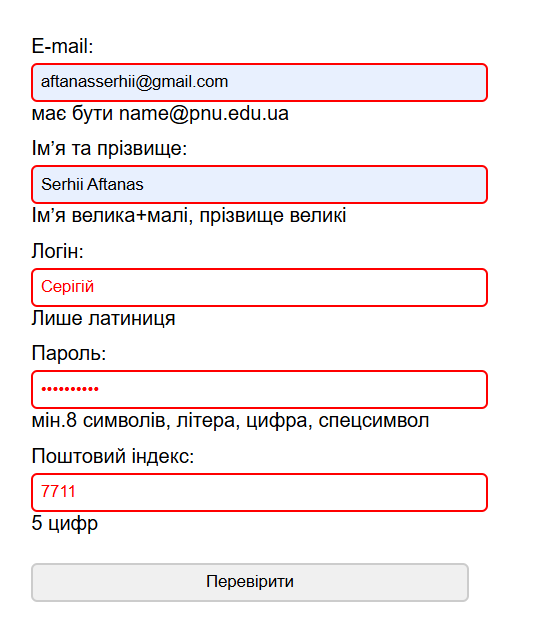 E-mail:
aftanasserhii@gmail.com
має бути name@pnu.edu.ua
Ім’я та прізвище:
Serhii Aftanas
Ім’я велика+малі, прізвище великі
Логін:
Серігій
Лише латиниця
Пароль:
••••••••••
мін.8 символів, літера, цифра, спецсимвол
Поштовий індекс:
7711
5 цифр
Перевірити